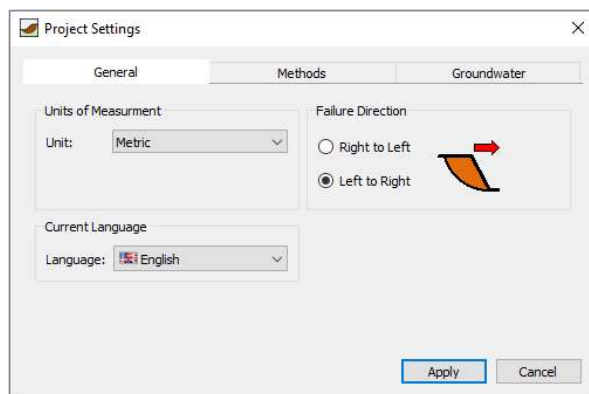 Project Settings
General
Methods
Groundwater
Units of Measurment
Unit:
Metric
Failure Direction
Right to Left
Left to Right
Current Language
Language:
English
Apply
Cancel